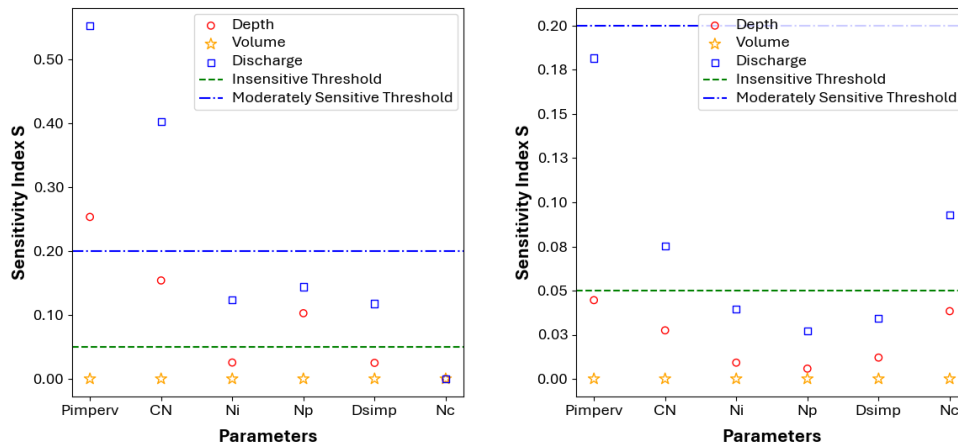 Depth
Volume
Discharge
Insensitive Threshold
Moderately Sensitive Threshold
Sensitivity Index S
0.50
0.40
0.30
0.20
0.10
0.00
Pimperv CN Ni Np Dsimp Nc
Parameters
Depth
Volume
Discharge
Insensitive Threshold
Moderately Sensitive Threshold
Sensitivity Index S
0.20
0.18
0.15
0.13
0.10
0.08
0.05
0.03
0.00
Pimperv CN Ni Np Dsimp Nc
Parameters